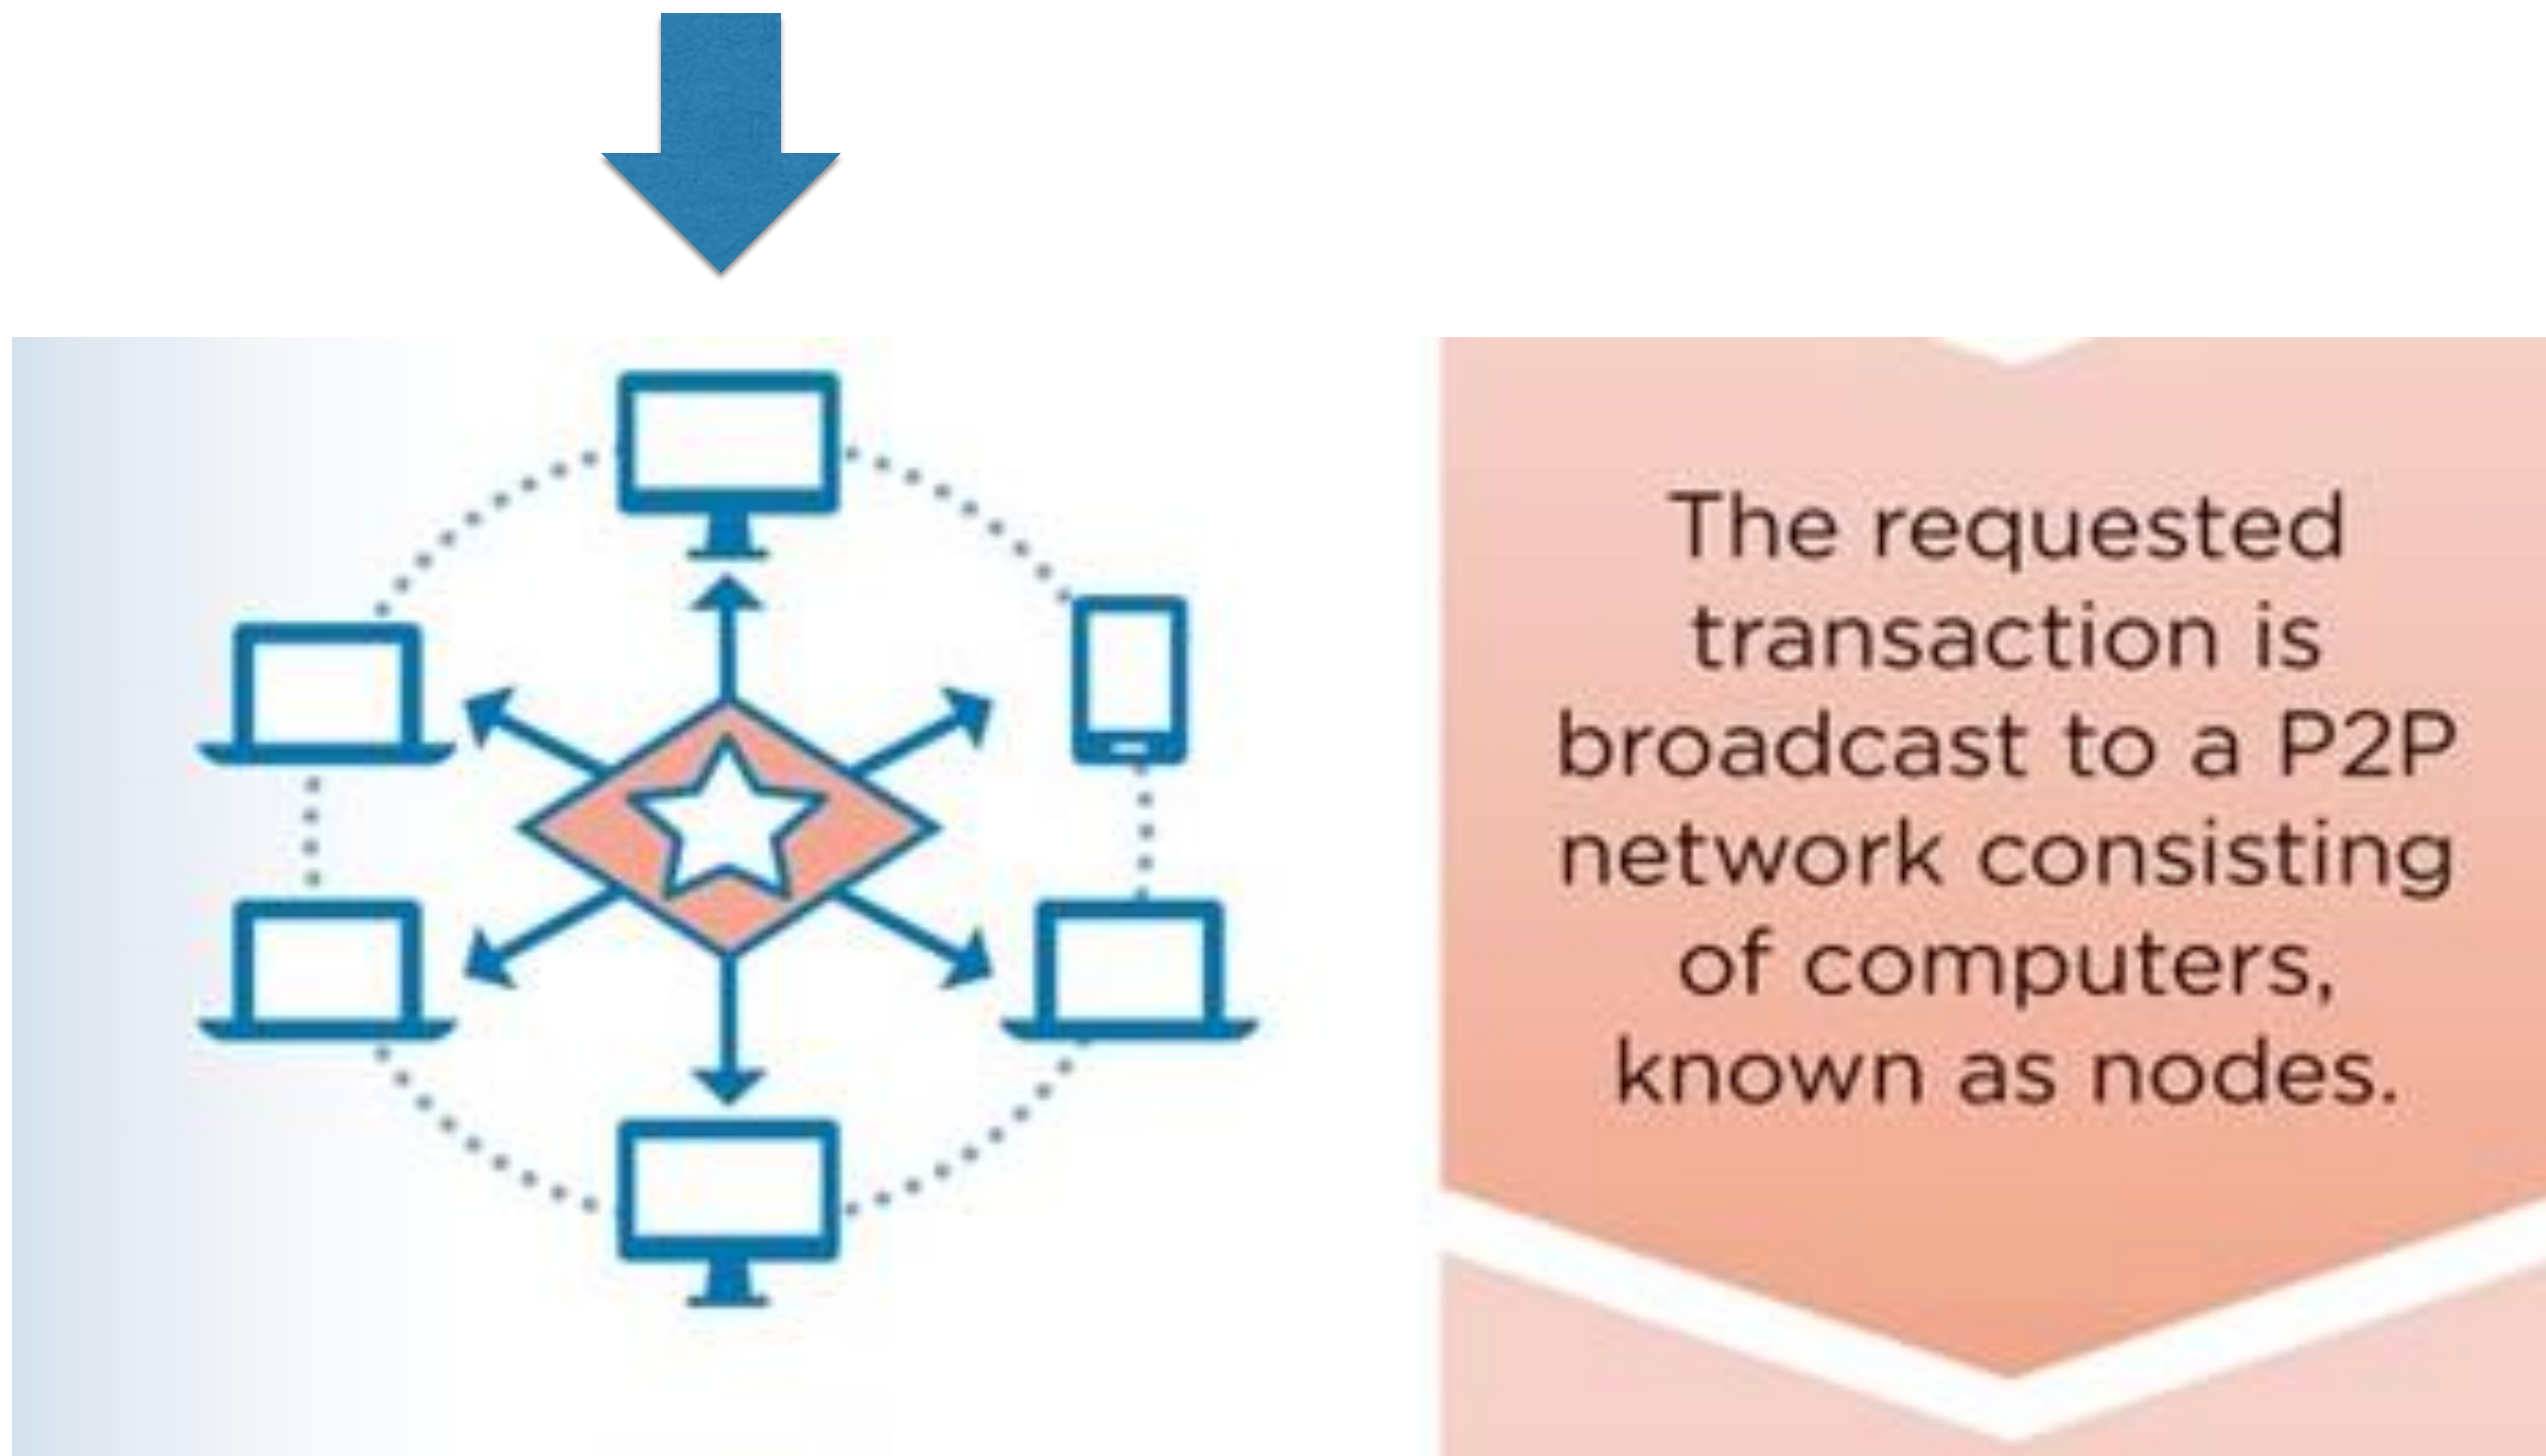 The requested
transaction is
broadcast to a P2P
network consisting
of computers,
known as nodes.